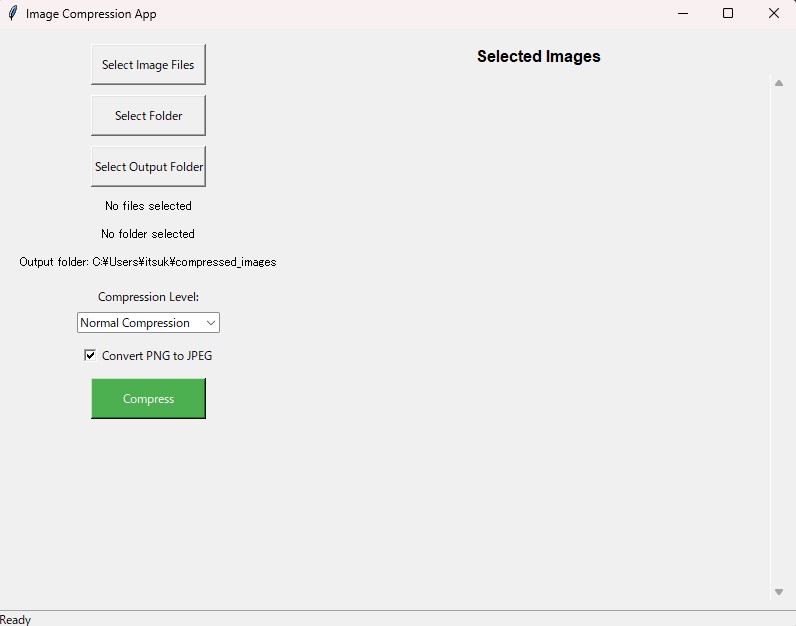 Image Compression App
Select Image Files
Select Folder
Select Output Folder
No files selected
No folder selected
Output folder: C:¥Users¥itsuk¥compressed_images
Compression Level:
Normal Compression
Convert PNG to JPEG
Compress
Selected Images
Ready